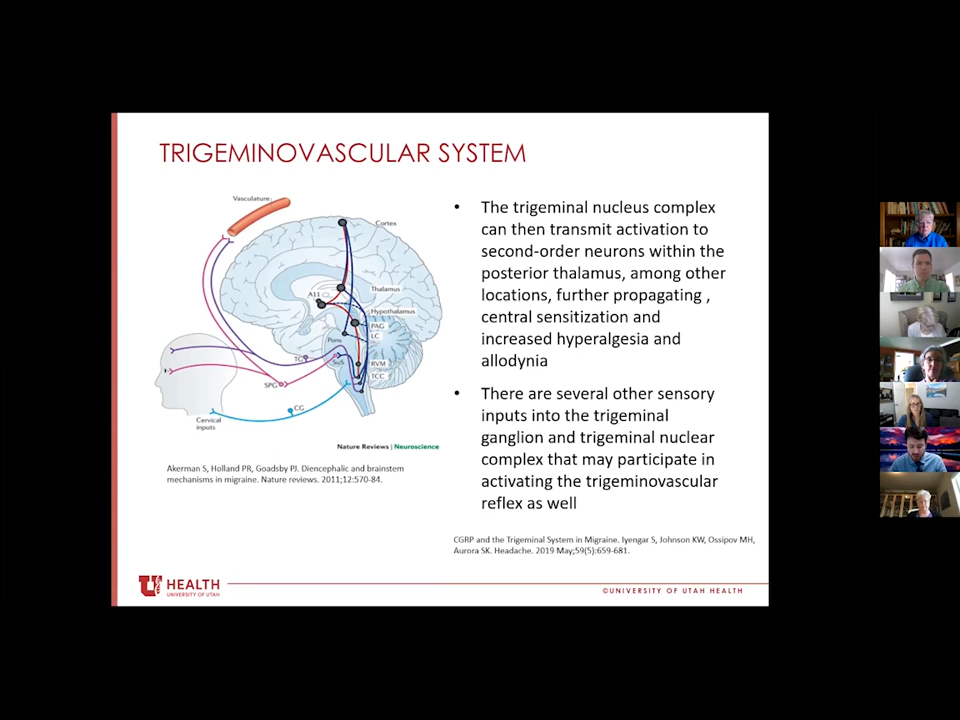 TRIGEMINOVASCULAR SYSTEM
Vasculature
Cortex
Thalamus
A11
Hypothalamus
PAG
LC
Pons
TG
SuS
RVM
TCC
SPG
CG
Cervical
inputs
Nature Reviews | Neuroscience
Akerman S, Holland PR, Goadsby PJ. Diencephalic and brainstem
mechanisms in migraine. Nature reviews. 2011;12:570-84.
• The trigeminal nucleus complex
can then transmit activation to
second-order neurons within the
posterior thalamus, among other
locations, further propagating ,
central sensitization and
increased hyperalgesia and
allodynia
• There are several other sensory
inputs into the trigeminal
ganglion and trigeminal nuclear
complex that may participate in
activating the trigeminovascular
reflex as well
CGRP and the Trigeminal System in Migraine. Iyengar S, Johnson KW, Ossipov MH,
Aurora SK. Headache. 2019 May;59(5):659-681.
U HEALTH
UNIVERSITY OF UTAH
©UNIVERSITY OF UTAH HEALTH